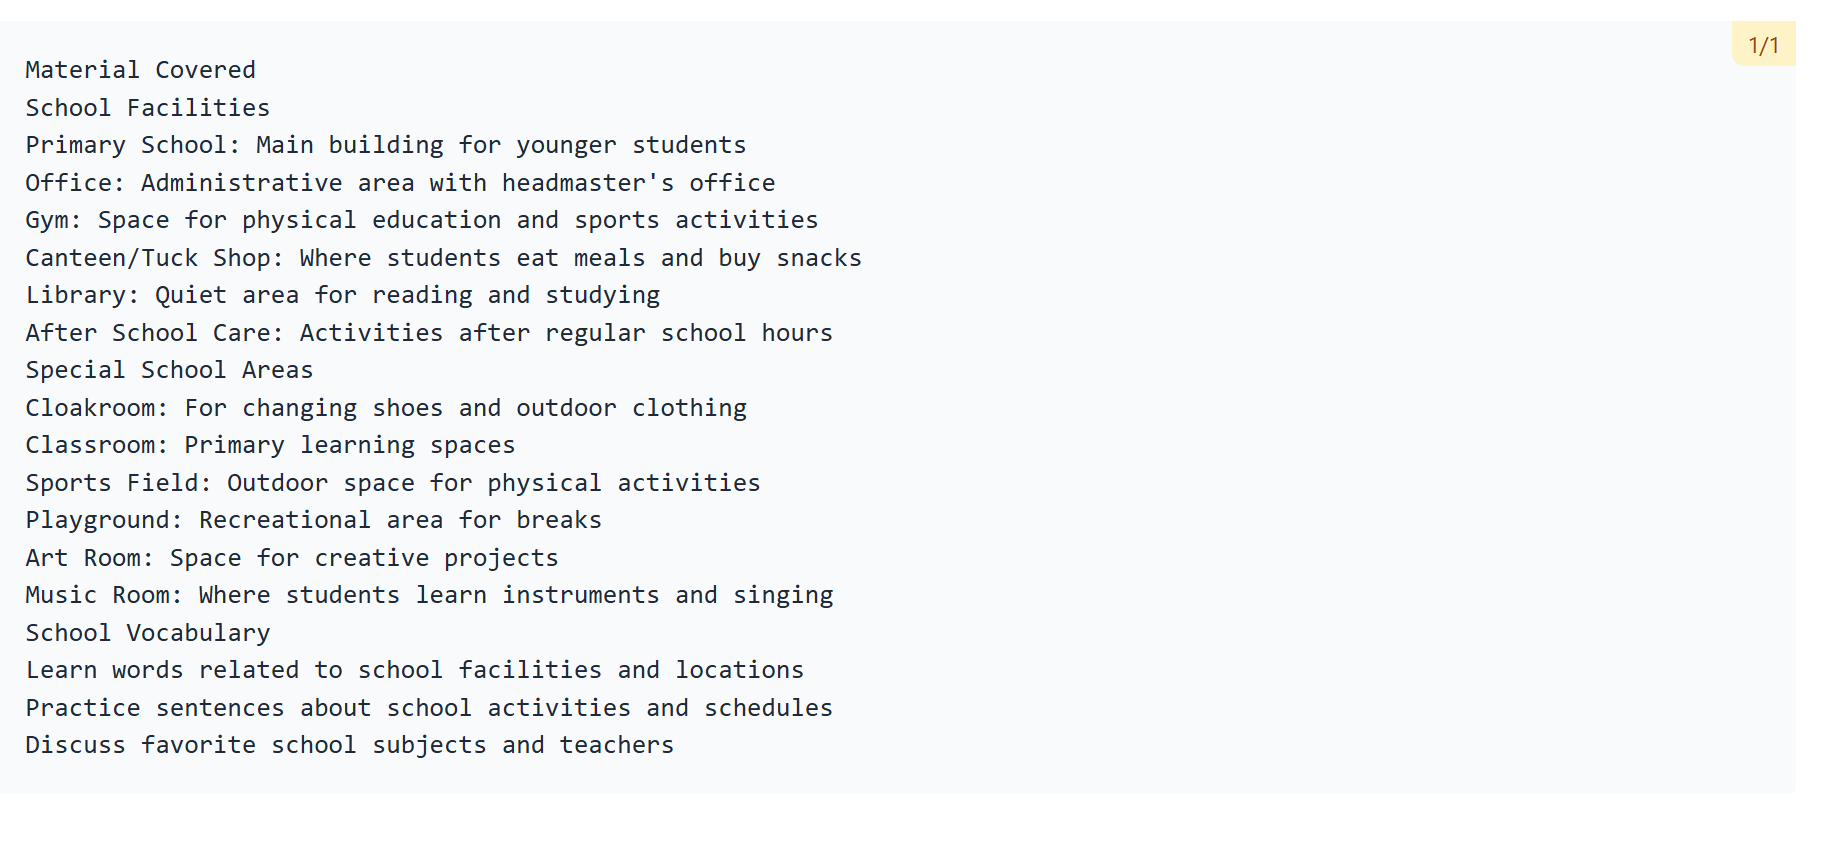 1/1
Material Covered
School Facilities
Primary School: Main building for younger students
Office: Administrative area with headmaster's office
Gym: Space for physical education and sports activities
Canteen/Tuck Shop: Where students eat meals and buy snacks
Library: Quiet area for reading and studying
After School Care: Activities after regular school hours
Special School Areas
Cloakroom: For changing shoes and outdoor clothing
Classroom: Primary learning spaces
Sports Field: Outdoor space for physical activities
Playground: Recreational area for breaks
Art Room: Space for creative projects
Music Room: Where students learn instruments and singing
School Vocabulary
Learn words related to school facilities and locations
Practice sentences about school activities and schedules
Discuss favorite school subjects and teachers